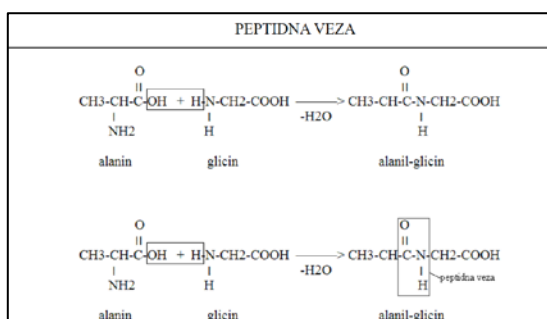 PEPTIDNA VEZA
O O
CH3-CH-C-OH + H-N-CH2-COOH CH3-CH-C-N-CH2-COOH
-H2O
NH2 H H
alanin glicin alanil-glicin
O O
CH3-CH-C-OH + H-N-CH2-COOH CH3-CH-C-N-CH2-COOH
-H2O
peptidna veza
NH2 H H
alanin glicin alanil-glicin